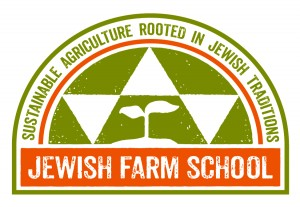 SUSTAINABLE AGRICULTURE ROOTED IN JEWISH TRADITIONS
JEWISH FARM SCHOOL